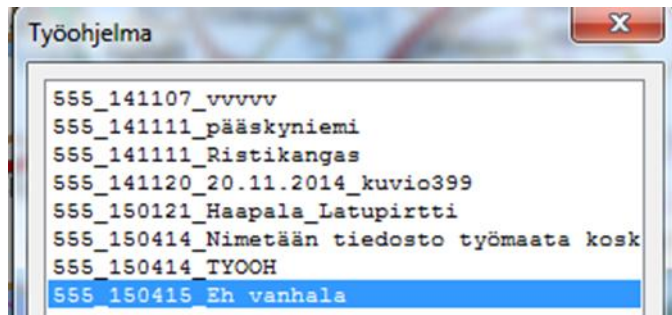 Työohjelma
555_141107_vvvvv
555_141111_pääskyniemi
555_141111_Ristikangas
555_141120_20.11.2014_kuvio399
555_150121_Haapala_Latupirtti
555_150414_Nimetään tiedosto työmaata kosk
555_150414_TYOOH
555_150415_Eh vanhala